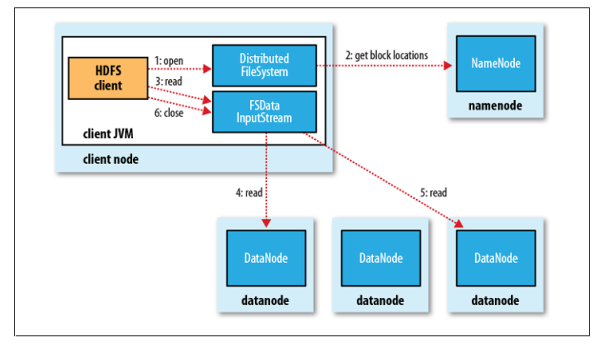 HDFS
client
1: open
3: read
6: close
Distributed
FileSystem
FSData
InputStream
client JVM
client node
2: get block locations
NameNode
namenode
4: read
5: read
DataNode
datanode
DataNode
datanode
DataNode
datanode